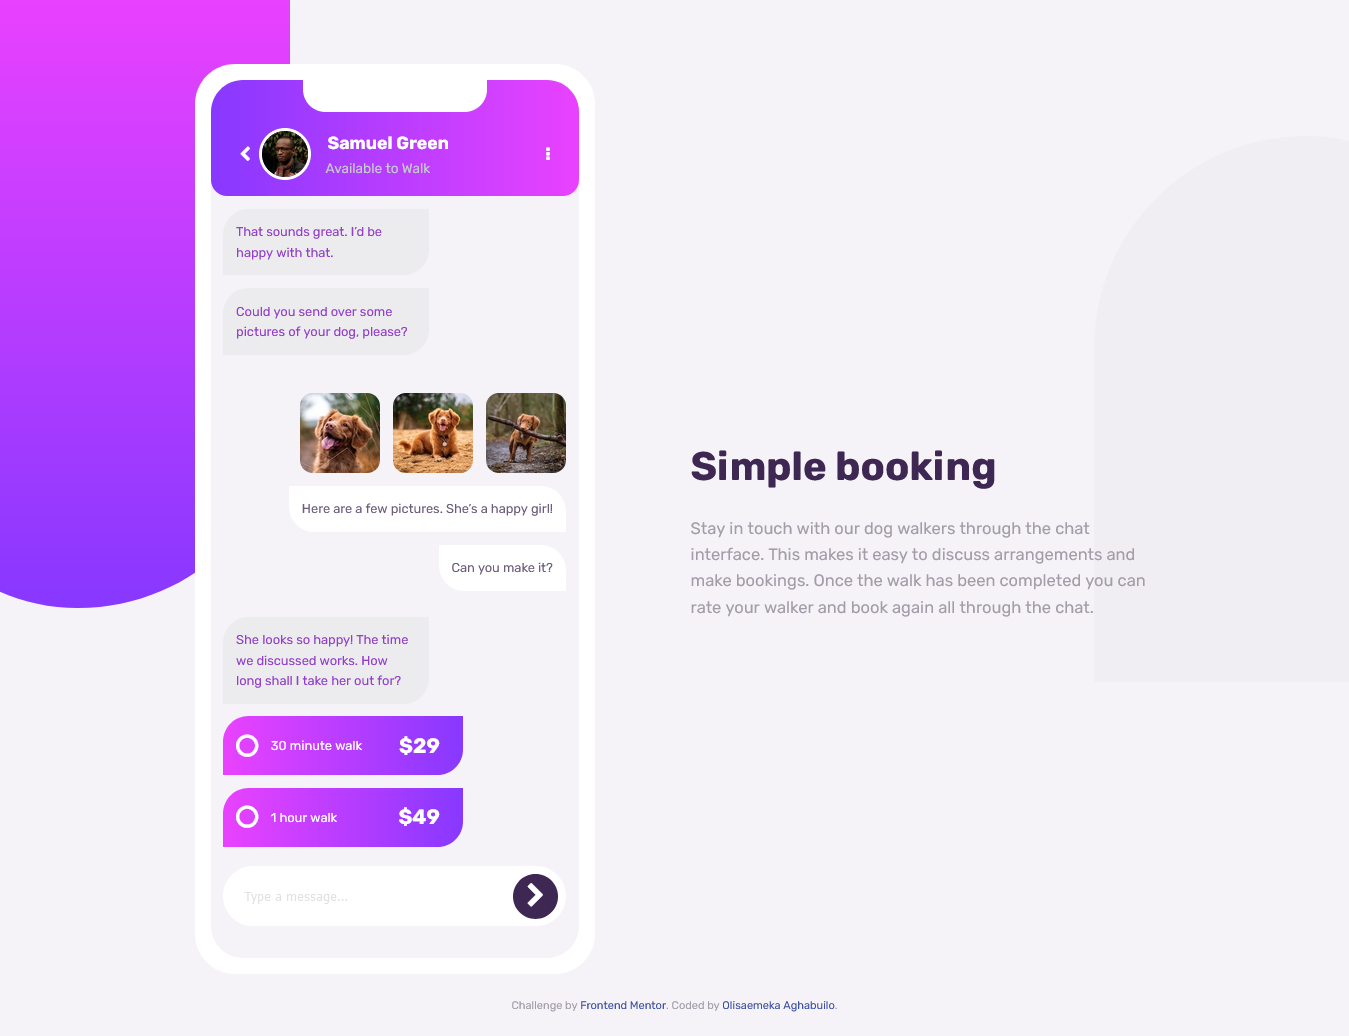 Samuel Green
Available to Walk
That sounds great. I'd be
happy with that.
Could you send over some
pictures of your dog, please?
Here are a few pictures. She's a happy girl!
Can you make it?
She looks so happy! The time
we discussed works. How
long shall I take her out for?
30 minute walk $29
1 hour walk $49
Type a message...
Simple booking
Stay in touch with our dog walkers through the chat
interface. This makes it easy to discuss arrangements and
make bookings. Once the walk has been completed you can
rate your walker and book again all through the chat.
Challenge by Frontend Mentor. Coded by Olisaemeka Aghabuilo.